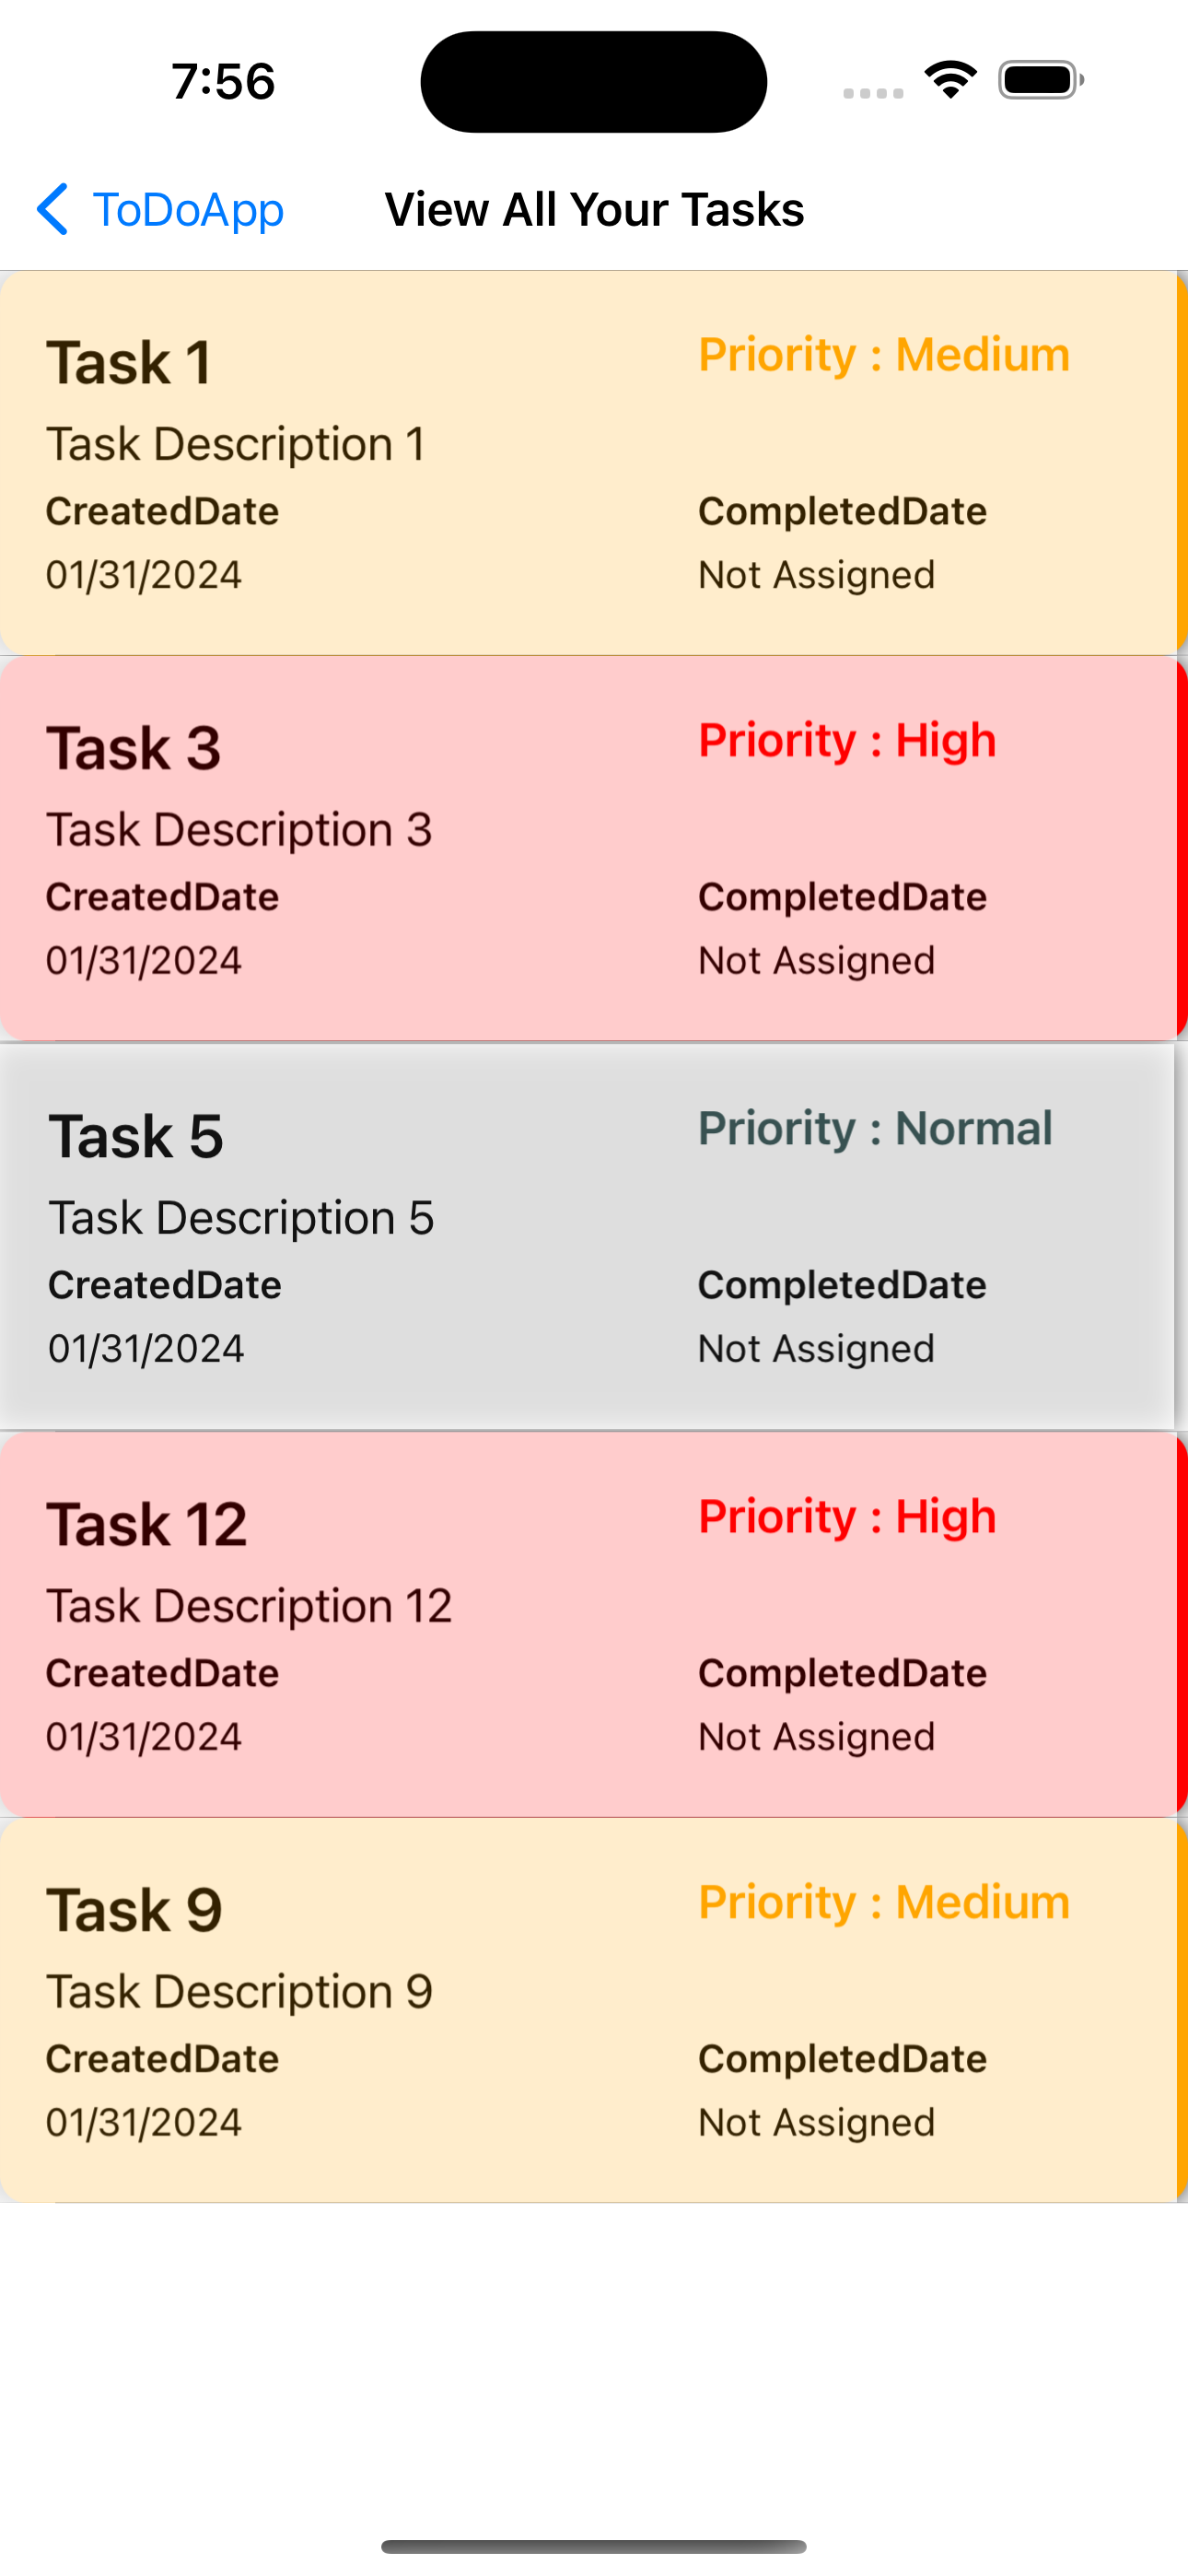 7:56
ToDoApp View All Your Tasks
Task 1 Priority : Medium
Task Description 1
CreatedDate CompletedDate
01/31/2024 Not Assigned
Task 3 Priority : High
Task Description 3
CreatedDate CompletedDate
01/31/2024 Not Assigned
Task 5 Priority : Normal
Task Description 5
CreatedDate CompletedDate
01/31/2024 Not Assigned
Task 12 Priority : High
Task Description 12
CreatedDate CompletedDate
01/31/2024 Not Assigned
Task 9 Priority : Medium
Task Description 9
CreatedDate CompletedDate
01/31/2024 Not Assigned